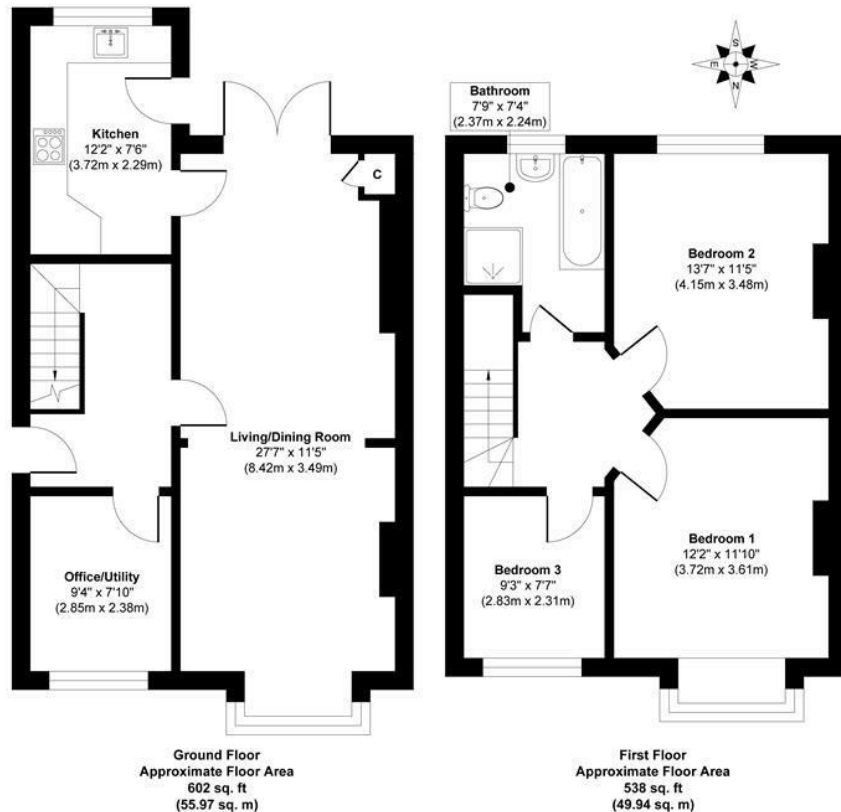 Kitchen
12'2" x 7'6"
(3.72m x 2.29m)
C
Living/Dining Room
27'7" x 11'5"
(8.42m x 3.49m)
Office/Utility
9'4" x 7'10"
(2.85m x 2.38m)
Ground Floor
Approximate Floor Area
602 sq. ft
(55.97 sq. m)
S
E
W
N
Bathroom
7'9" x 7'4"
(2.37m x 2.24m)
Bedroom 2
13'7" x 11'5"
(4.15m x 3.48m)
Bedroom 1
12'2" x 11'10"
(3.72m x 3.61m)
Bedroom 3
9'3" x 7'7"
(2.83m x 2.31m)
First Floor
Approximate Floor Area
538 sq. ft
(49.94 sq. m)